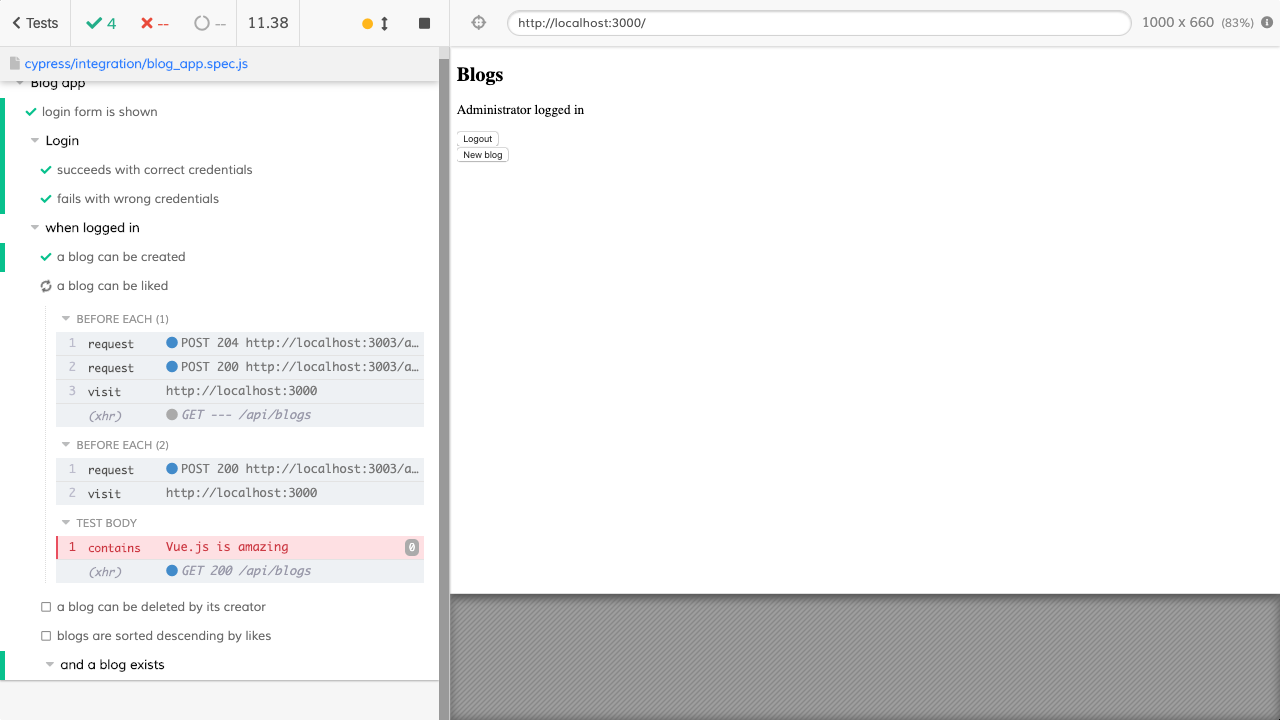 Tests 4 -- -- 11.38
cypress/integration/blog_app.spec.js
Blog app
login form is shown
Login
succeeds with correct credentials
fails with wrong credentials
when logged in
a blog can be created
a blog can be liked
BEFORE EACH (1)
1 request POST 204 http://localhost:3003/a…
2 request POST 200 http://localhost:3003/a…
3 visit http://localhost:3000
(xhr) GET --- /api/blogs
BEFORE EACH (2)
1 request POST 200 http://localhost:3003/a…
2 visit http://localhost:3000
TEST BODY
1 contains Vue.js is amazing 0
(xhr) GET 200 /api/blogs
a blog can be deleted by its creator
blogs are sorted descending by likes
and a blog exists
http://localhost:3000/ 1000 x 660 (83%)
Blogs
Administrator logged in
Logout
New blog